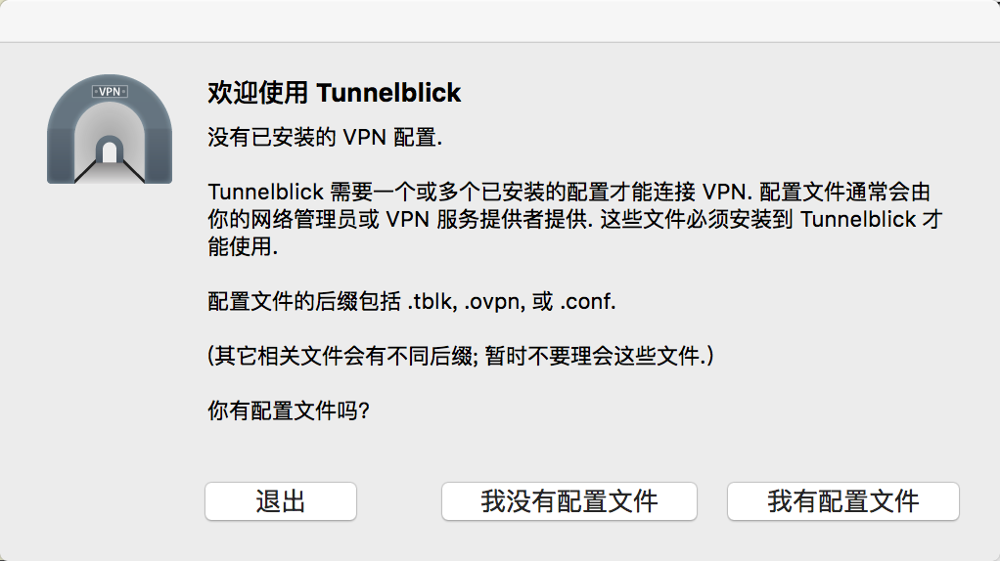 VPN
欢迎使用 Tunnelblick
没有已安装的 VPN 配置.
Tunnelblick 需要一个或多个已安装的配置才能连接 VPN. 配置文件通常会由
你的网络管理员或 VPN 服务提供者提供. 这些文件必须安装到 Tunnelblick 才
能使用.
配置文件的后缀包括 .tblk, .ovpn, 或 .conf.
(其它相关文件会有不同后缀; 暂时不要理会这些文件.)
你有配置文件吗?
退出
我没有配置文件
我有配置文件